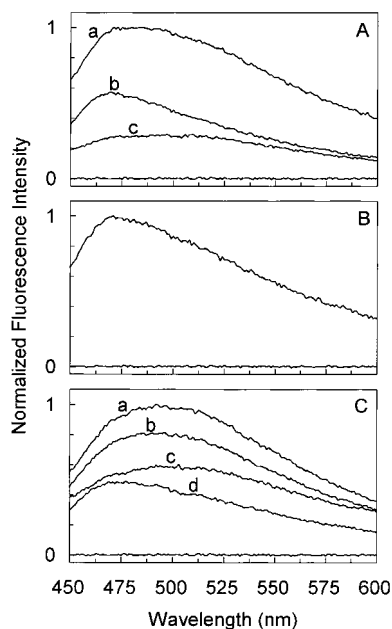 1
a
A
b
c
0
1
B
0
1
a
C
b
c
d
0
450 475 500 525 550 575 600
Wavelength (nm)
Normalized Fluorescence Intensity